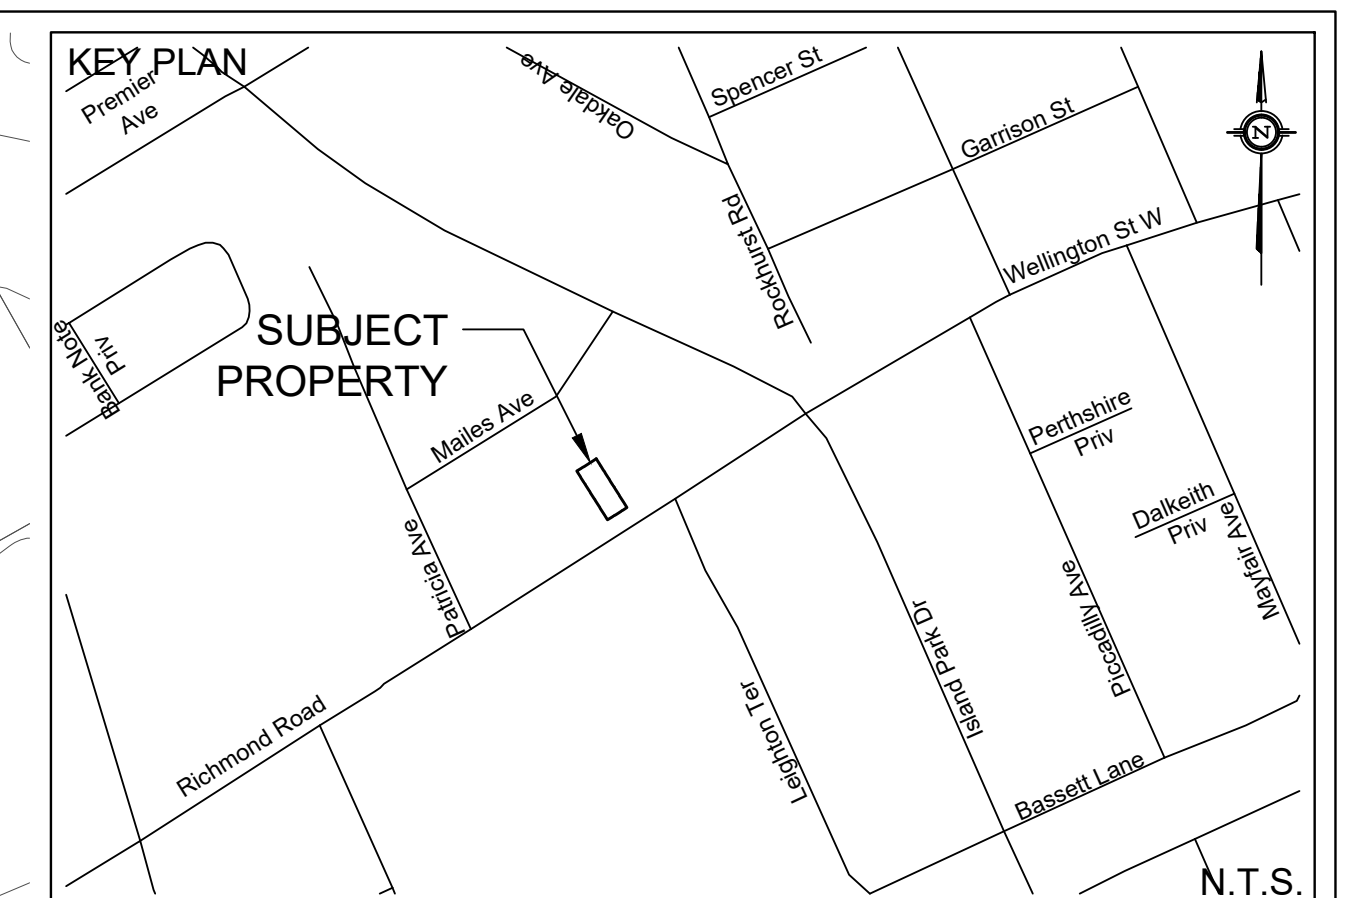 KEY PLAN
Premier
Ave
Oakdale Ave
Spencer St
Garrison St
N
Rockhurst Rd
Wellington St W
Bank Note
Priv
SUBJECT
PROPERTY
Mailes Ave
Perthshire
Priv
Dalkeith
Priv
Patricia Ave
Mayfair Ave
Piccadilly Ave
Island Park Dr
Leighton Ter
Richmond Road
Bassett Lane
N.T.S.